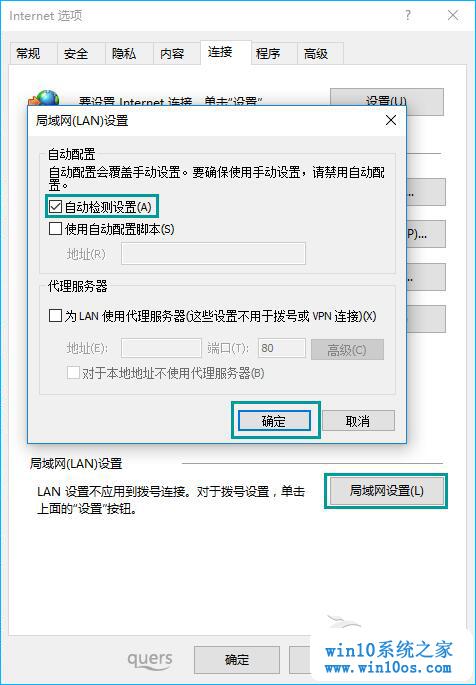 Internet 选项
常规 安全 隐私 内容 连接 程序 高级
要设置 Internet 连接，单击“设置”
设置(U)
局域网(LAN)设置
自动配置
自动配置会覆盖手动设置。要确保使用手动设置，请禁用自动配
置。
自动检测设置(A)
使用自动配置脚本(S)
地址(R)
代理服务器
为 LAN 使用代理服务器(这些设置不用于拨号或 VPN 连接)(X)
地址(E): 端口(T): 80 高级(C)
对于本地地址不使用代理服务器(B)
确定 取消
...
P)...
...
局域网(LAN)设置
LAN 设置不应用到拨号连接。对于拨号设置，单击
上面的“设置”按钮。
局域网设置(L)
quers
确定
win10系统之家
www.win10os.com